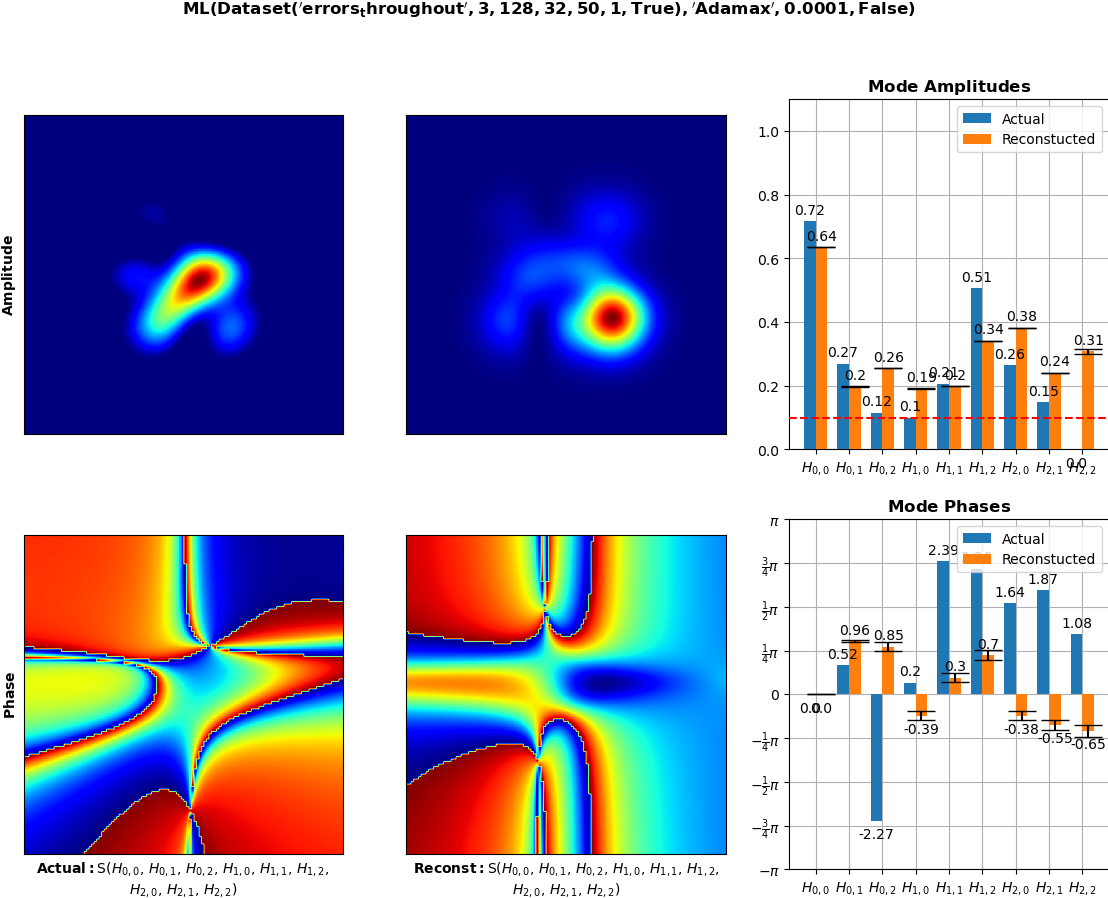 ML(Dataset('errors_throughout', 3, 128, 32, 50, 1, True), 'Adamax', 0.0001, False)
Mode Amplitudes
Actual
Reconstucted
1.0
0.8
0.6
0.4
0.2
0.0
0.72
0.64
0.27
0.2
0.12
0.26
0.1
0.19
0.21
0.2
0.51
0.34
0.26
0.38
0.15
0.24
0.0
0.31
H0,0 H0,1 H0,2 H1,0 H1,1 H1,2 H2,0 H2,1 H2,2
Amplitude
Mode Phases
Actual
Reconstucted
π
3/4π
1/2π
1/4π
0
−1/4π
−1/2π
−3/4π
−π
0.0
0.0
0.52
0.96
-2.27
0.85
0.2
-0.39
2.39
0.3
0.7
1.64
-0.38
1.87
-0.55
1.08
-0.65
H0,0 H0,1 H0,2 H1,0 H1,1 H1,2 H2,0 H2,1 H2,2
Phase
Actual: S(H0,0, H0,1, H0,2, H1,0, H1,1, H1,2,
H2,0, H2,1, H2,2)
Reconst: S(H0,0, H0,1, H0,2, H1,0, H1,1, H1,2,
H2,0, H2,1, H2,2)